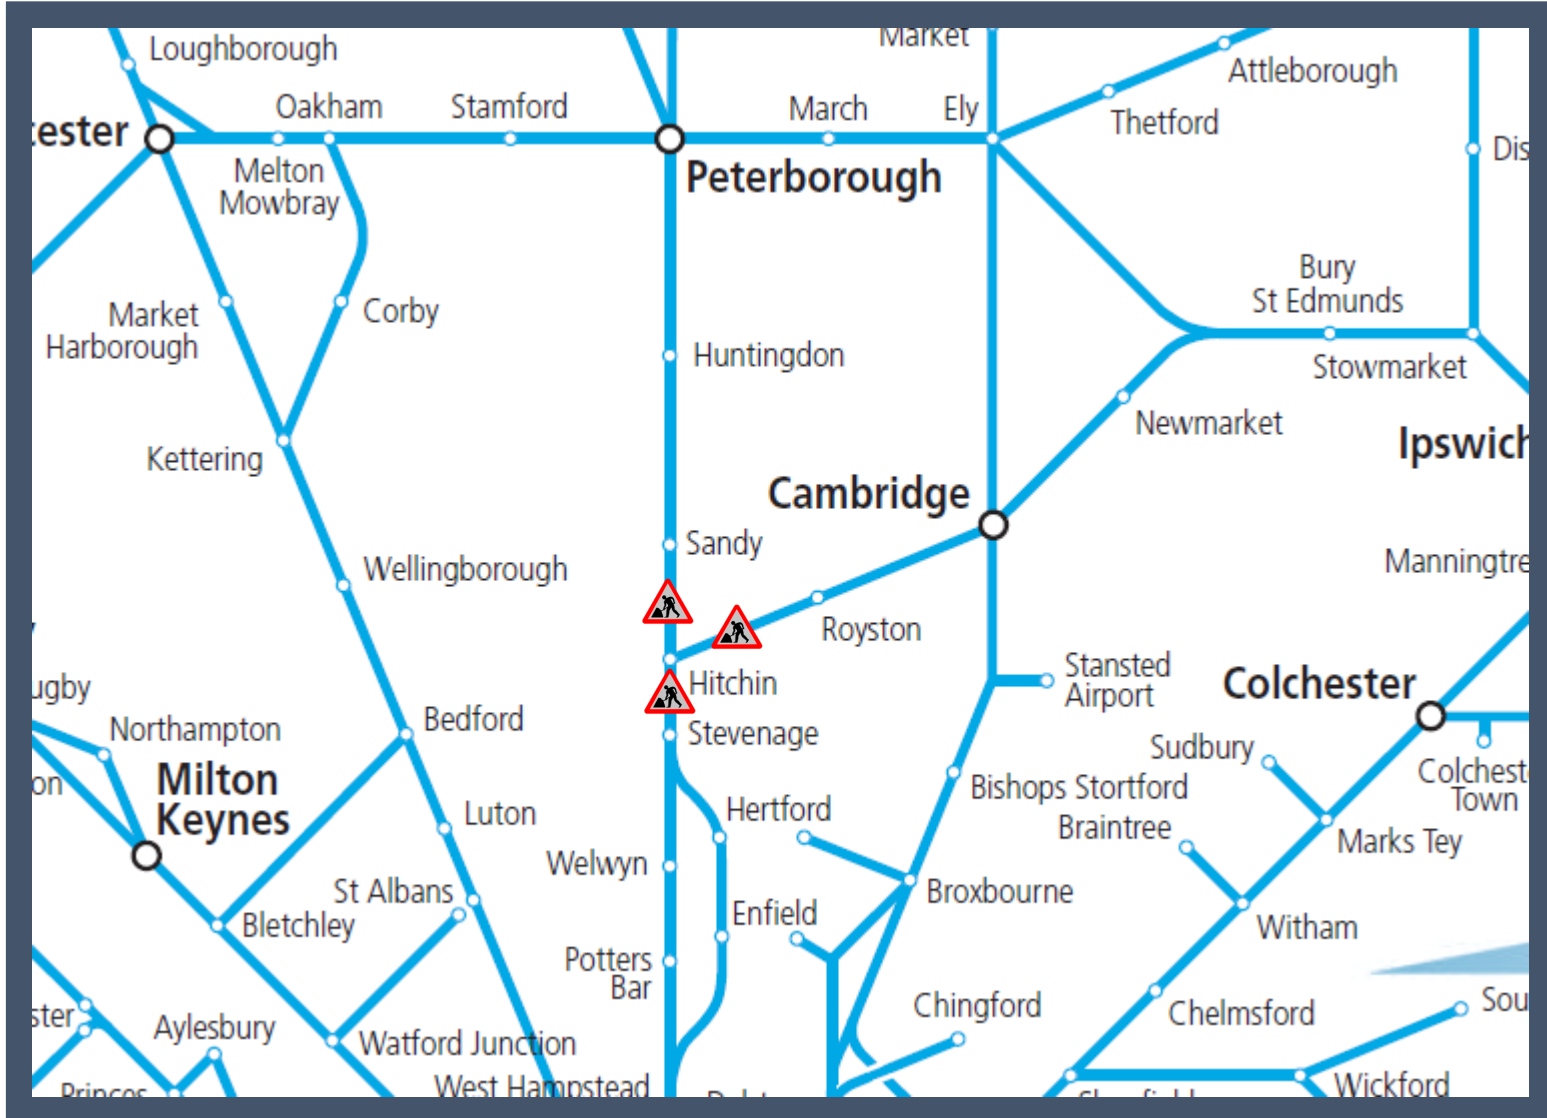 Market
Loughborough
Attleborough
Oakham
Stamford
March
Ely
Thetford
Melton
Mowbray
Peterborough
Bury
St Edmunds
Market
Harborough
Corby
Huntingdon
Stowmarket
Newmarket
Kettering
Cambridge
Sandy
Wellingborough
Royston
Hitchin
Stansted
Airport
Colchester
Northampton
Bedford
Stevenage
Sudbury
Milton
Keynes
Bishops Stortford
Town
Luton
Hertford
Braintree
Marks Tey
Welwyn
St Albans
Broxbourne
Bletchley
Enfield
Witham
Potters
Bar
Chingford
Chelmsford
Aylesbury
Watford Junction
West Hampstead
Princes
Wickford